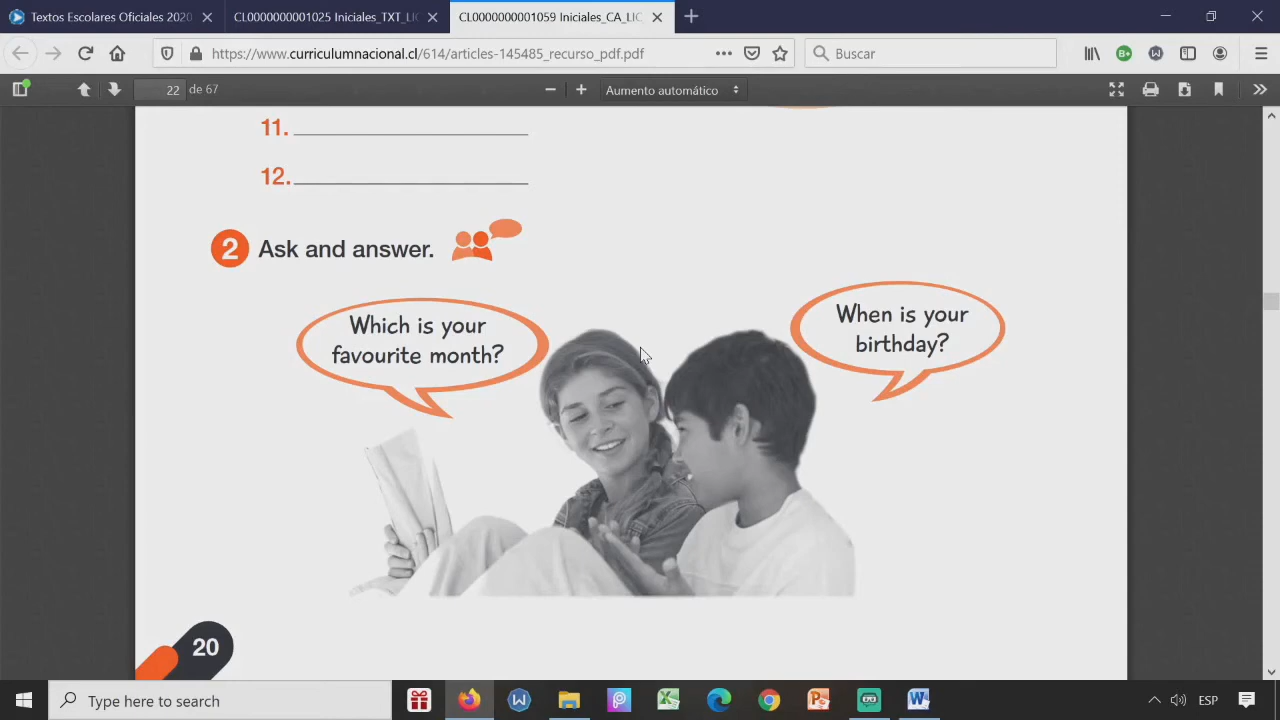 Textos Escolares Oficiales 2020
CL0000000001025 Iniciales_TXT_LIC
CL0000000001059 Iniciales_CA_LIC
https://www.curriculumnacional.cl/614/articles-145485_recurso_pdf.pdf
Buscar
22 de 67
Aumento automático
11.
12.
2 Ask and answer.
Which is your
favourite month?
When is your
birthday?
20
Type here to search
ESP